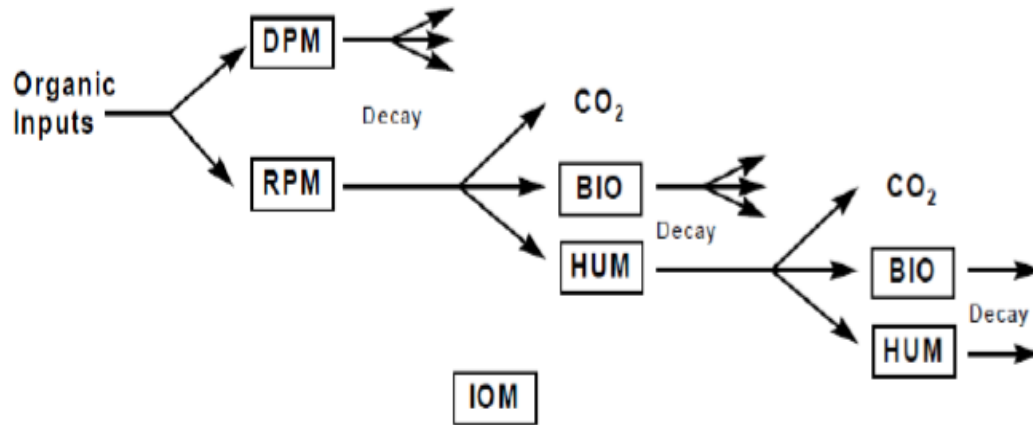 DPM
Organic
Inputs
Decay
CO₂
RPM
BIO
CO₂
Decay
HUM
BIO
Decay
HUM
IOM